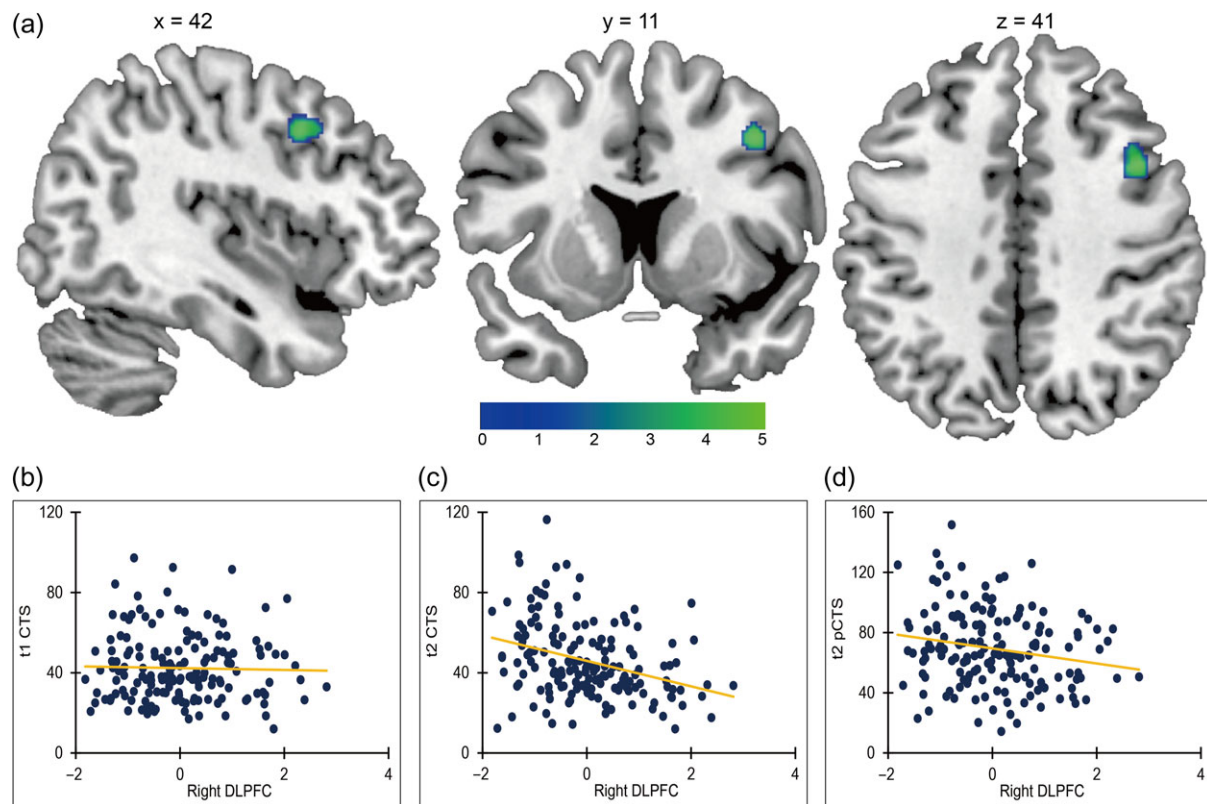 (a)
x = 42
y = 11
z = 41
0 1 2 3 4 5
(b)
120
80
40
0
t1 CTS
−2 0 2 4
Right DLPFC
(c)
120
80
40
0
t2 CTS
−2 0 2 4
Right DLPFC
(d)
160
120
80
40
0
t2 pCTS
−2 0 2 4
Right DLPFC